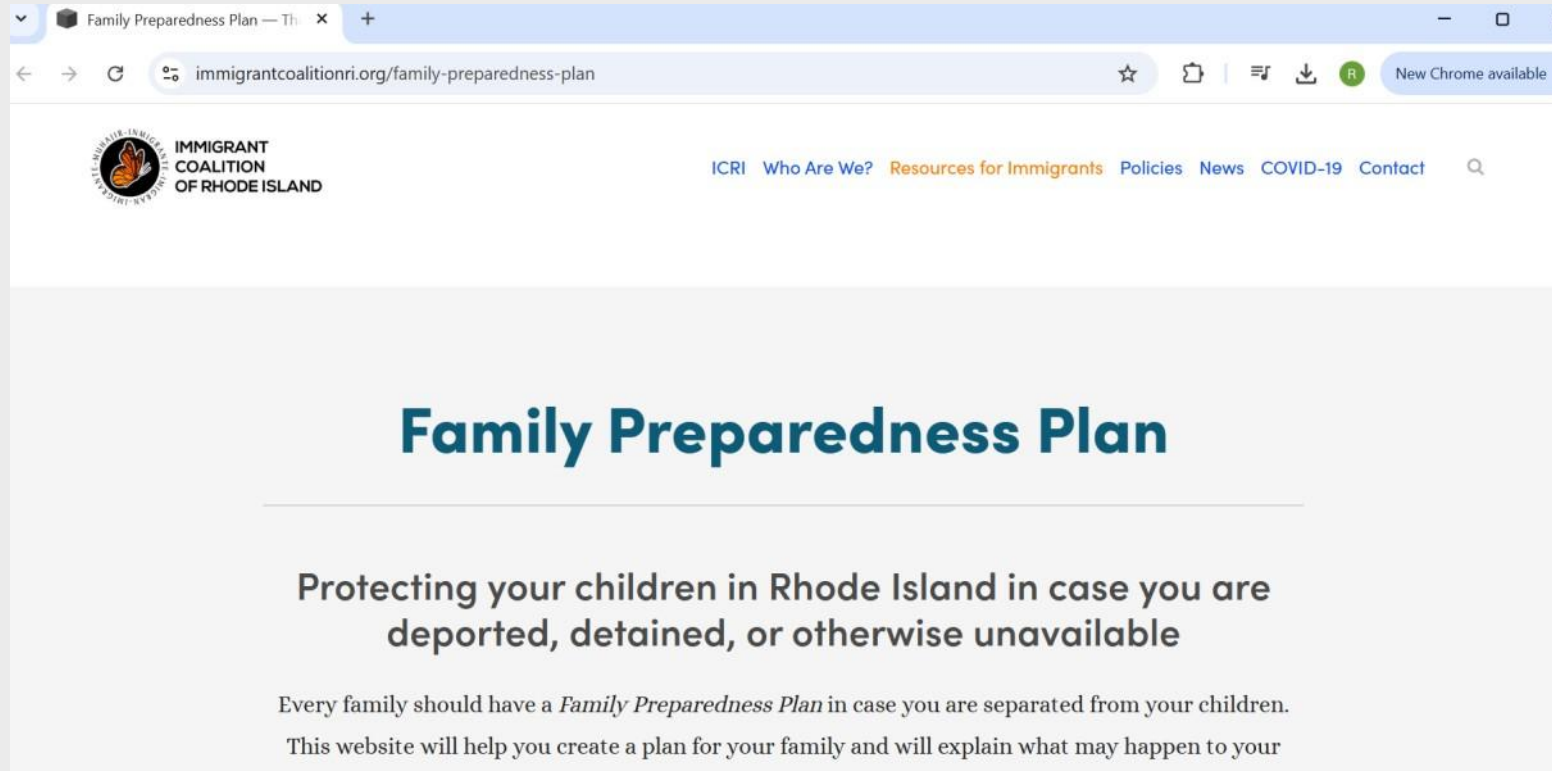 Family Preparedness Plan — Th
immigrantcoalitionri.org/family-preparedness-plan
R
New Chrome available
IMMIGRANT
COALITION
OF RHODE ISLAND
ICRI Who Are We? Resources for Immigrants Policies News COVID-19 Contact
Family Preparedness Plan
Protecting your children in Rhode Island in case you are
deported, detained, or otherwise unavailable
Every family should have a Family Preparedness Plan in case you are separated from your children.
This website will help you create a plan for your family and will explain what may happen to your